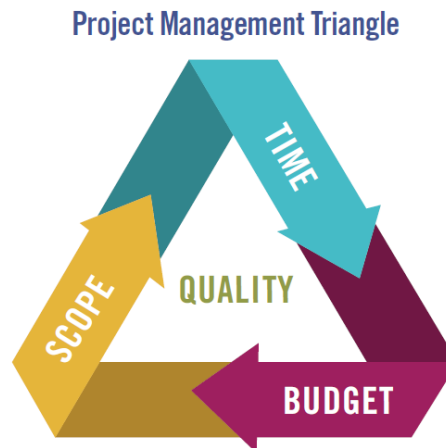 Project Management Triangle
TIME
SCOPE
QUALITY
BUDGET